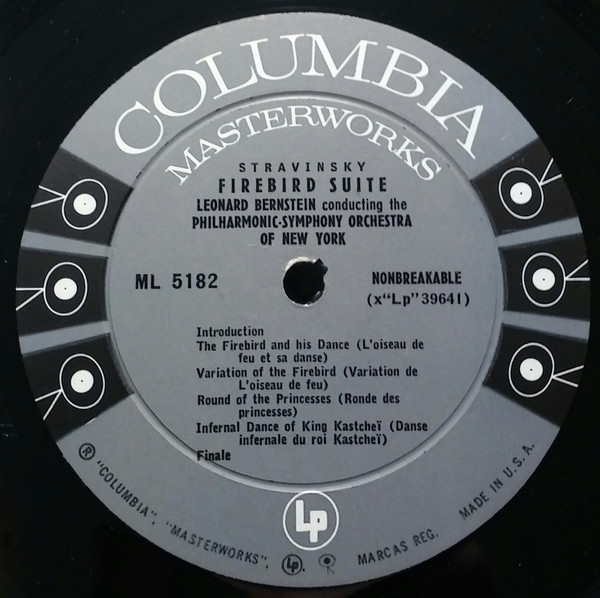 COLUMBIA
MASTERWORKS
STRAVINSKY
FIREBIRD SUITE
LEONARD BERNSTEIN conducting the
PHILHARMONIC-SYMPHONY ORCHESTRA
OF NEW YORK
ML 5182
NONBREAKABLE
(x"Lp"39641)
Introduction
The Firebird and his Dance (L'oiseau de
feu et sa danse)
Variation of the Firebird (Variation de
L'oiseau de feu)
Round of the Princesses (Ronde des
princesses)
Infernal Dance of King Kastcheï (Danse
infernale du roi Kastcheï)
Finale
Lp
® "COLUMBIA", "MASTERWORKS", Lp, MARCAS REG. MADE IN U.S.A.